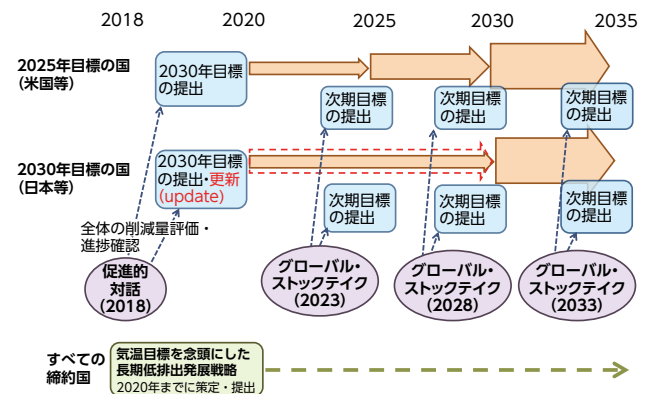 2018
2020
2025
2030
2035
2025年目標の国
（米国等）
2030年目標
の提出
次期目標
の提出
次期目標
の提出
次期目標
の提出
2030年目標の国
（日本等）
2030年目標
の提出・更新
（update）
次期目標
の提出
次期目標
の提出
次期目標
の提出
全体の削減量評価・
進捗確認
促進的
対話
（2018）
グローバル・
ストックテイク
（2023）
グローバル・
ストックテイク
（2028）
グローバル・
ストックテイク
（2033）
すべての
締約国
気温目標を念頭にした
長期低排出発展戦略
2020年までに策定・提出